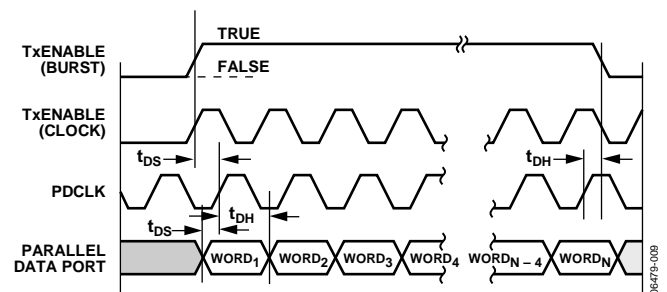 TxENABLE
(BURST)
TRUE
FALSE
TxENABLE
(CLOCK)
tDS
tDH
PDCLK
tDH
tDS
PARALLEL
DATA PORT
WORD1
WORD2
WORD3
WORD4
WORDN – 4
WORDN
06479-009